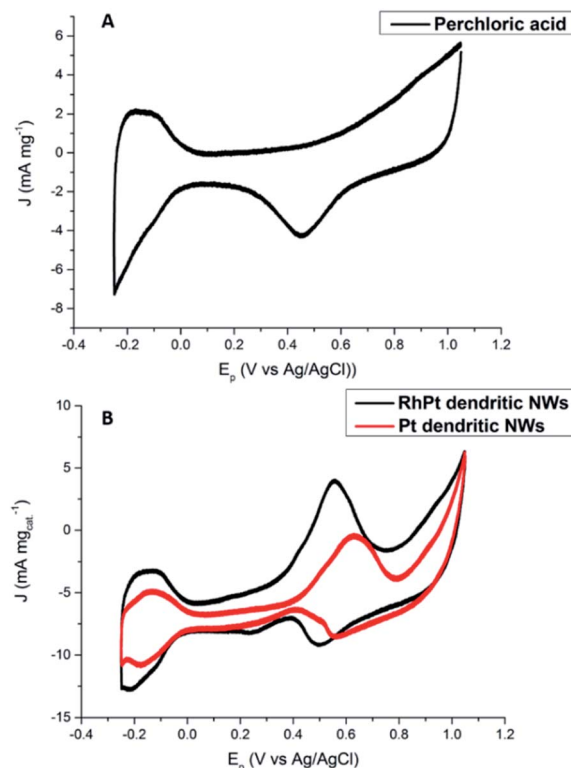 A
Perchloric acid
6
4
2
0
-2
-4
-6
-8
J (mA mg⁻¹)
-0.4 -0.2 0.0 0.2 0.4 0.6 0.8 1.0 1.2
Eₚ (V vs Ag/AgCl))
B
RhPt dendritic NWs
Pt dendritic NWs
10
5
0
-5
-10
-15
J (mA mg_cat.⁻¹)
-0.4 -0.2 0.0 0.2 0.4 0.6 0.8 1.0 1.2
Eₚ (V vs Ag/AgCl)